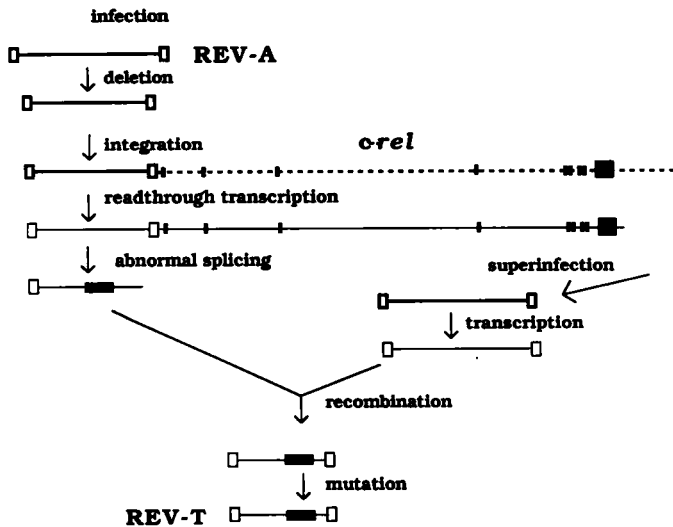 infection
REV-A
deletion
integration
c-rel
readthrough transcription
abnormal splicing
superinfection
transcription
recombination
mutation
REV-T